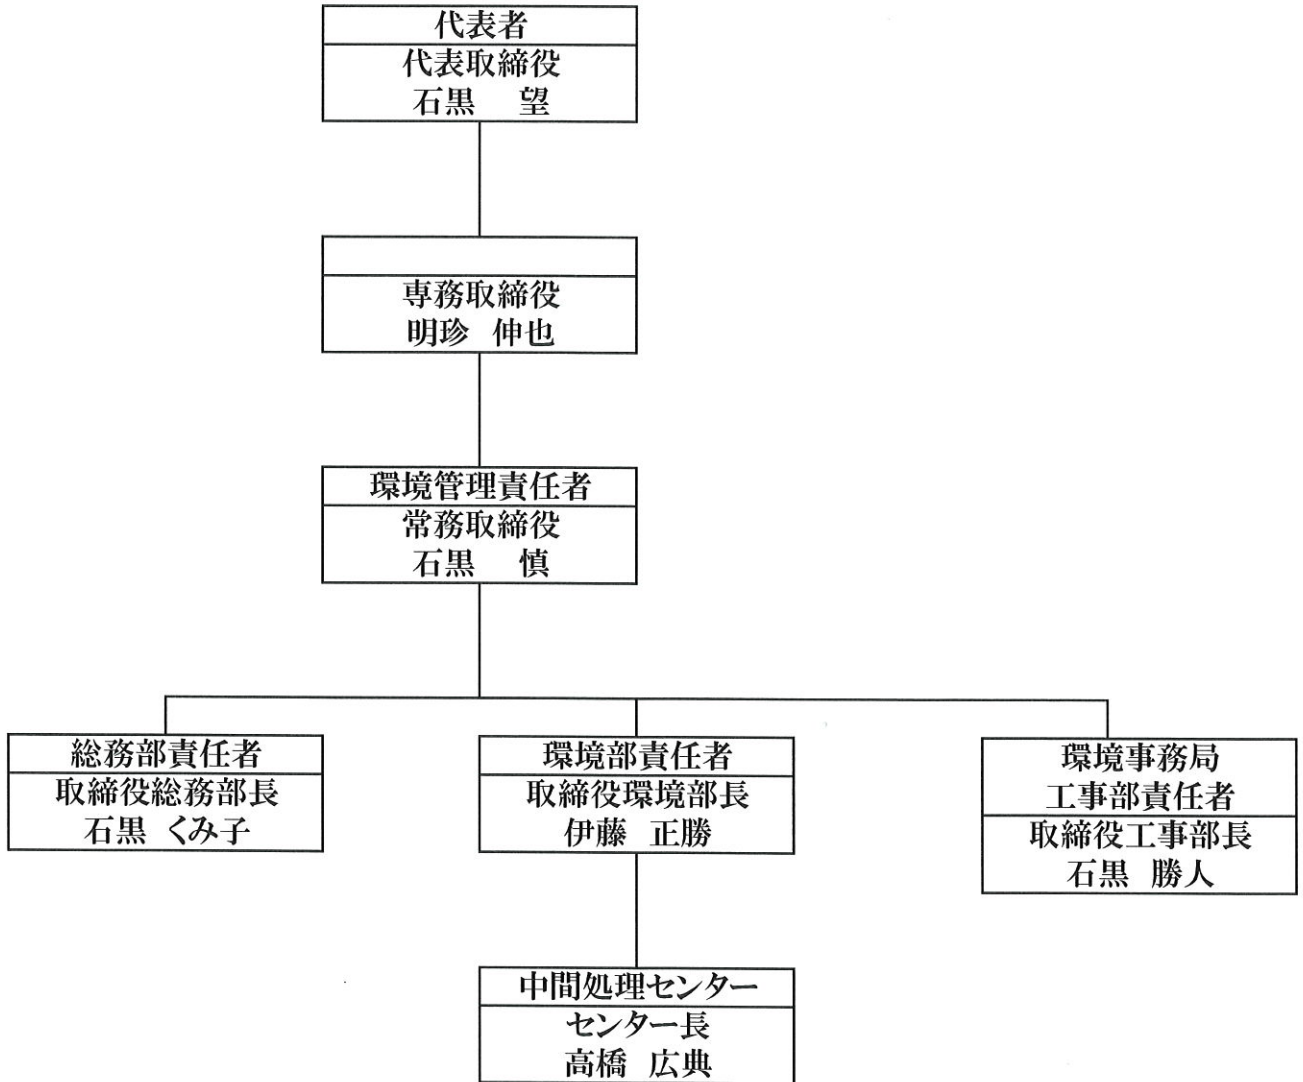 代表者
代表取締役
石黒 望
専務取締役
明珍 伸也
環境管理責任者
常務取締役
石黒 慎
総務部責任者
取締役総務部長
石黒 くみ子
環境部責任者
取締役環境部長
伊藤 正勝
環境事務局
工事部責任者
取締役工事部長
石黒 勝人
中間処理センター
センター長
高橋 広典